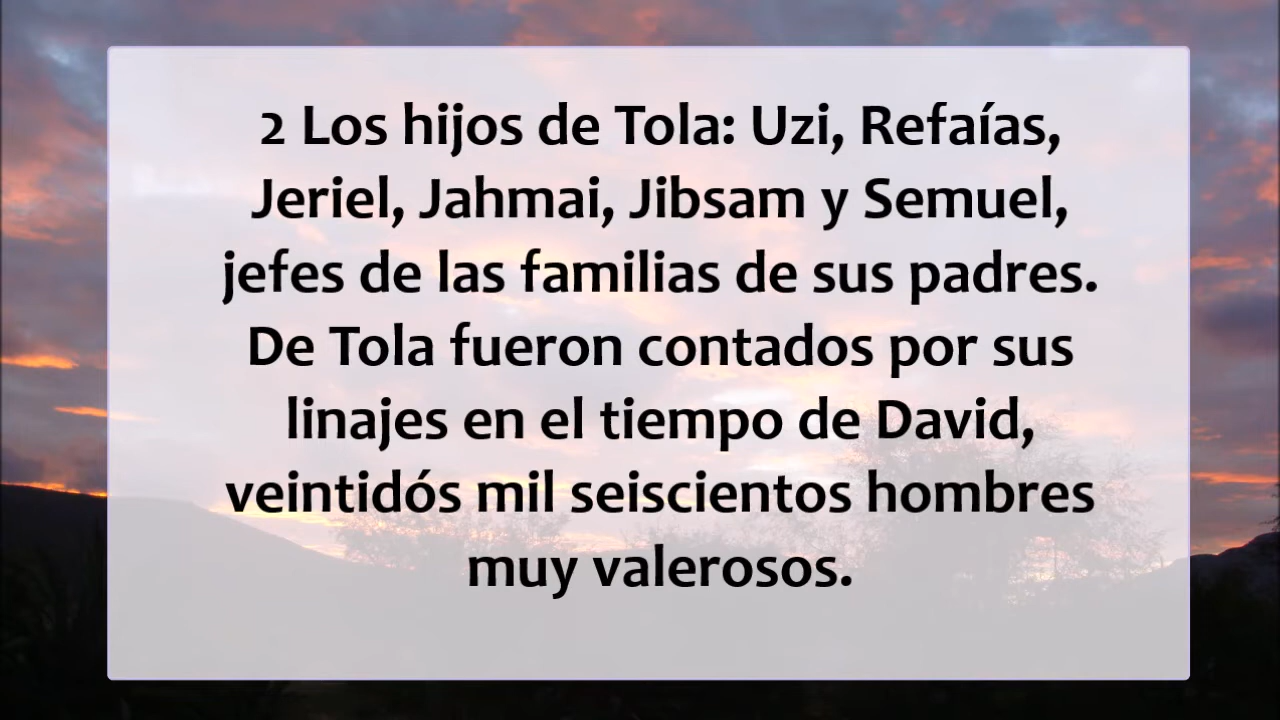 2 Los hijos de Tola: Uzi, Refaías,
Jeriel, Jahmai, Jibsam y Semuel,
jefes de las familias de sus padres.
De Tola fueron contados por sus
linajes en el tiempo de David,
veintidós mil seiscientos hombres
muy valerosos.